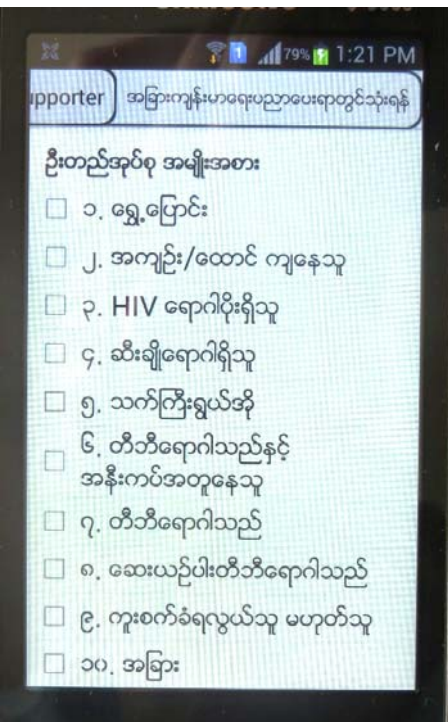 79% 1:21 PM
upporter အခြားကျန်းမာရေးပညာပေးရာတွင်သုံးရန်
ဦးတည်အုပ်စု အမျိုးအစား
၁. ရွှေ့ပြောင်း
၂. အကျဉ်း/ထောင် ကျနေသူ
၃. HIV ရောဂါပိုးရှိသူ
၄. ဆီးချိုရောဂါရှိသူ
၅. သက်ကြီးရွယ်အို
၆. တီဘီရောဂါသည်နှင့်
အနီးကပ်အတူနေသူ
၇. တီဘီရောဂါသည်
၈. ဆေးယဉ်ပါးတီဘီရောဂါသည်
၉. ကူးစက်ခံရလွယ်သူ မဟုတ်သူ
၁၀. အခြား